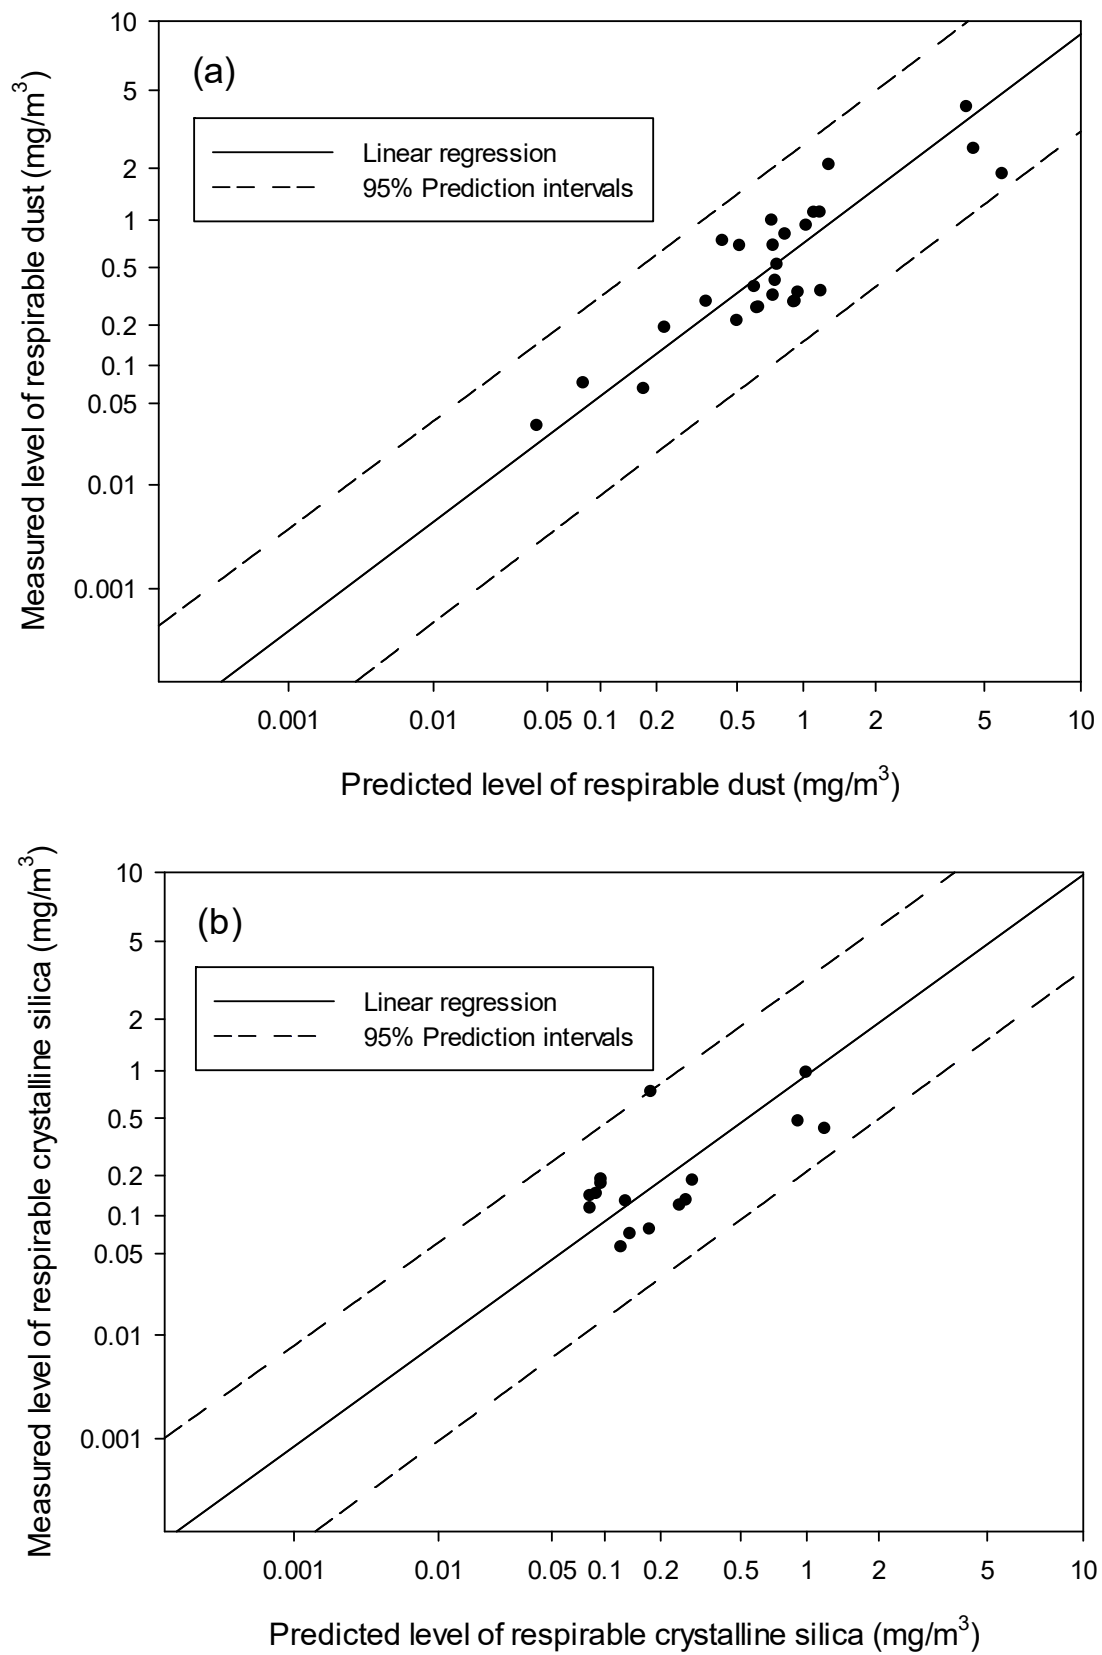 (a)
Linear regression
95% Prediction intervals
Measured level of respirable dust (mg/m³)
10
5
2
1
0.5
0.2
0.1
0.05
0.01
0.001
0.001 0.01 0.05 0.1 0.2 0.5 1 2 5 10
Predicted level of respirable dust (mg/m³)
(b)
Linear regression
95% Prediction intervals
Measured level of respirable crystalline silica (mg/m³)
10
5
2
1
0.5
0.2
0.1
0.05
0.01
0.001
0.001 0.01 0.05 0.1 0.2 0.5 1 2 5 10
Predicted level of respirable crystalline silica (mg/m³)